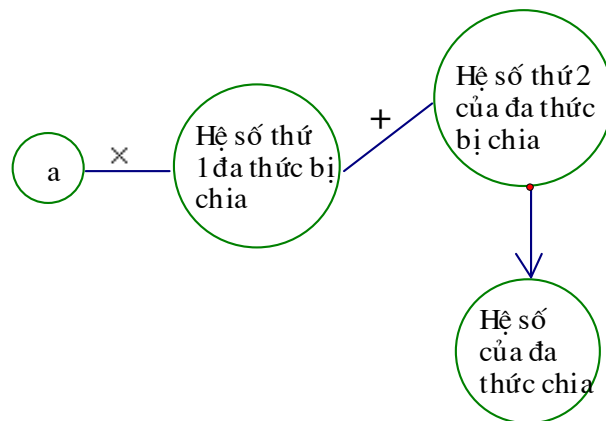 a
×
Hệ số thứ
1 đa thức bị
chia
+
Hệ số thứ 2
của đa thức
bị chia
Hệ số
của đa
thức chia